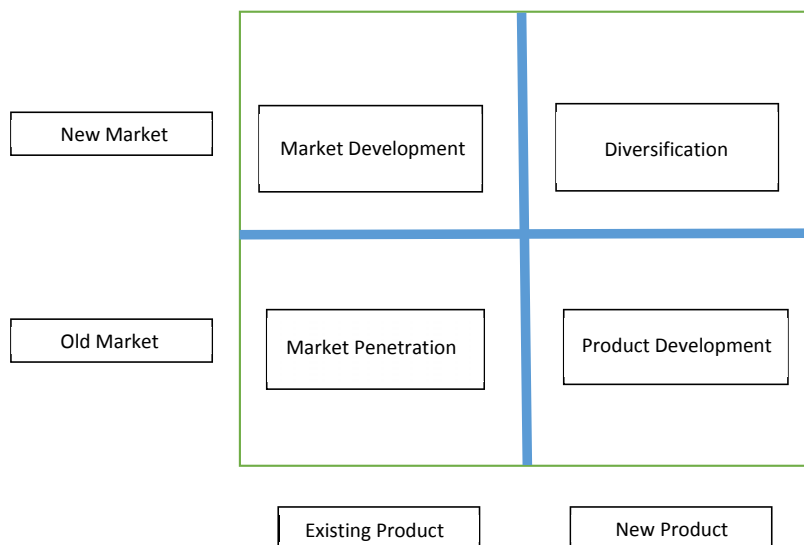 New Market
Market Development
Diversification
Old Market
Market Penetration
Product Development
Existing Product
New Product